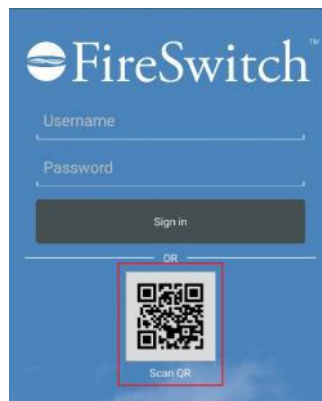 FireSwitch™
Username
Password
Sign in
OR
Scan QR